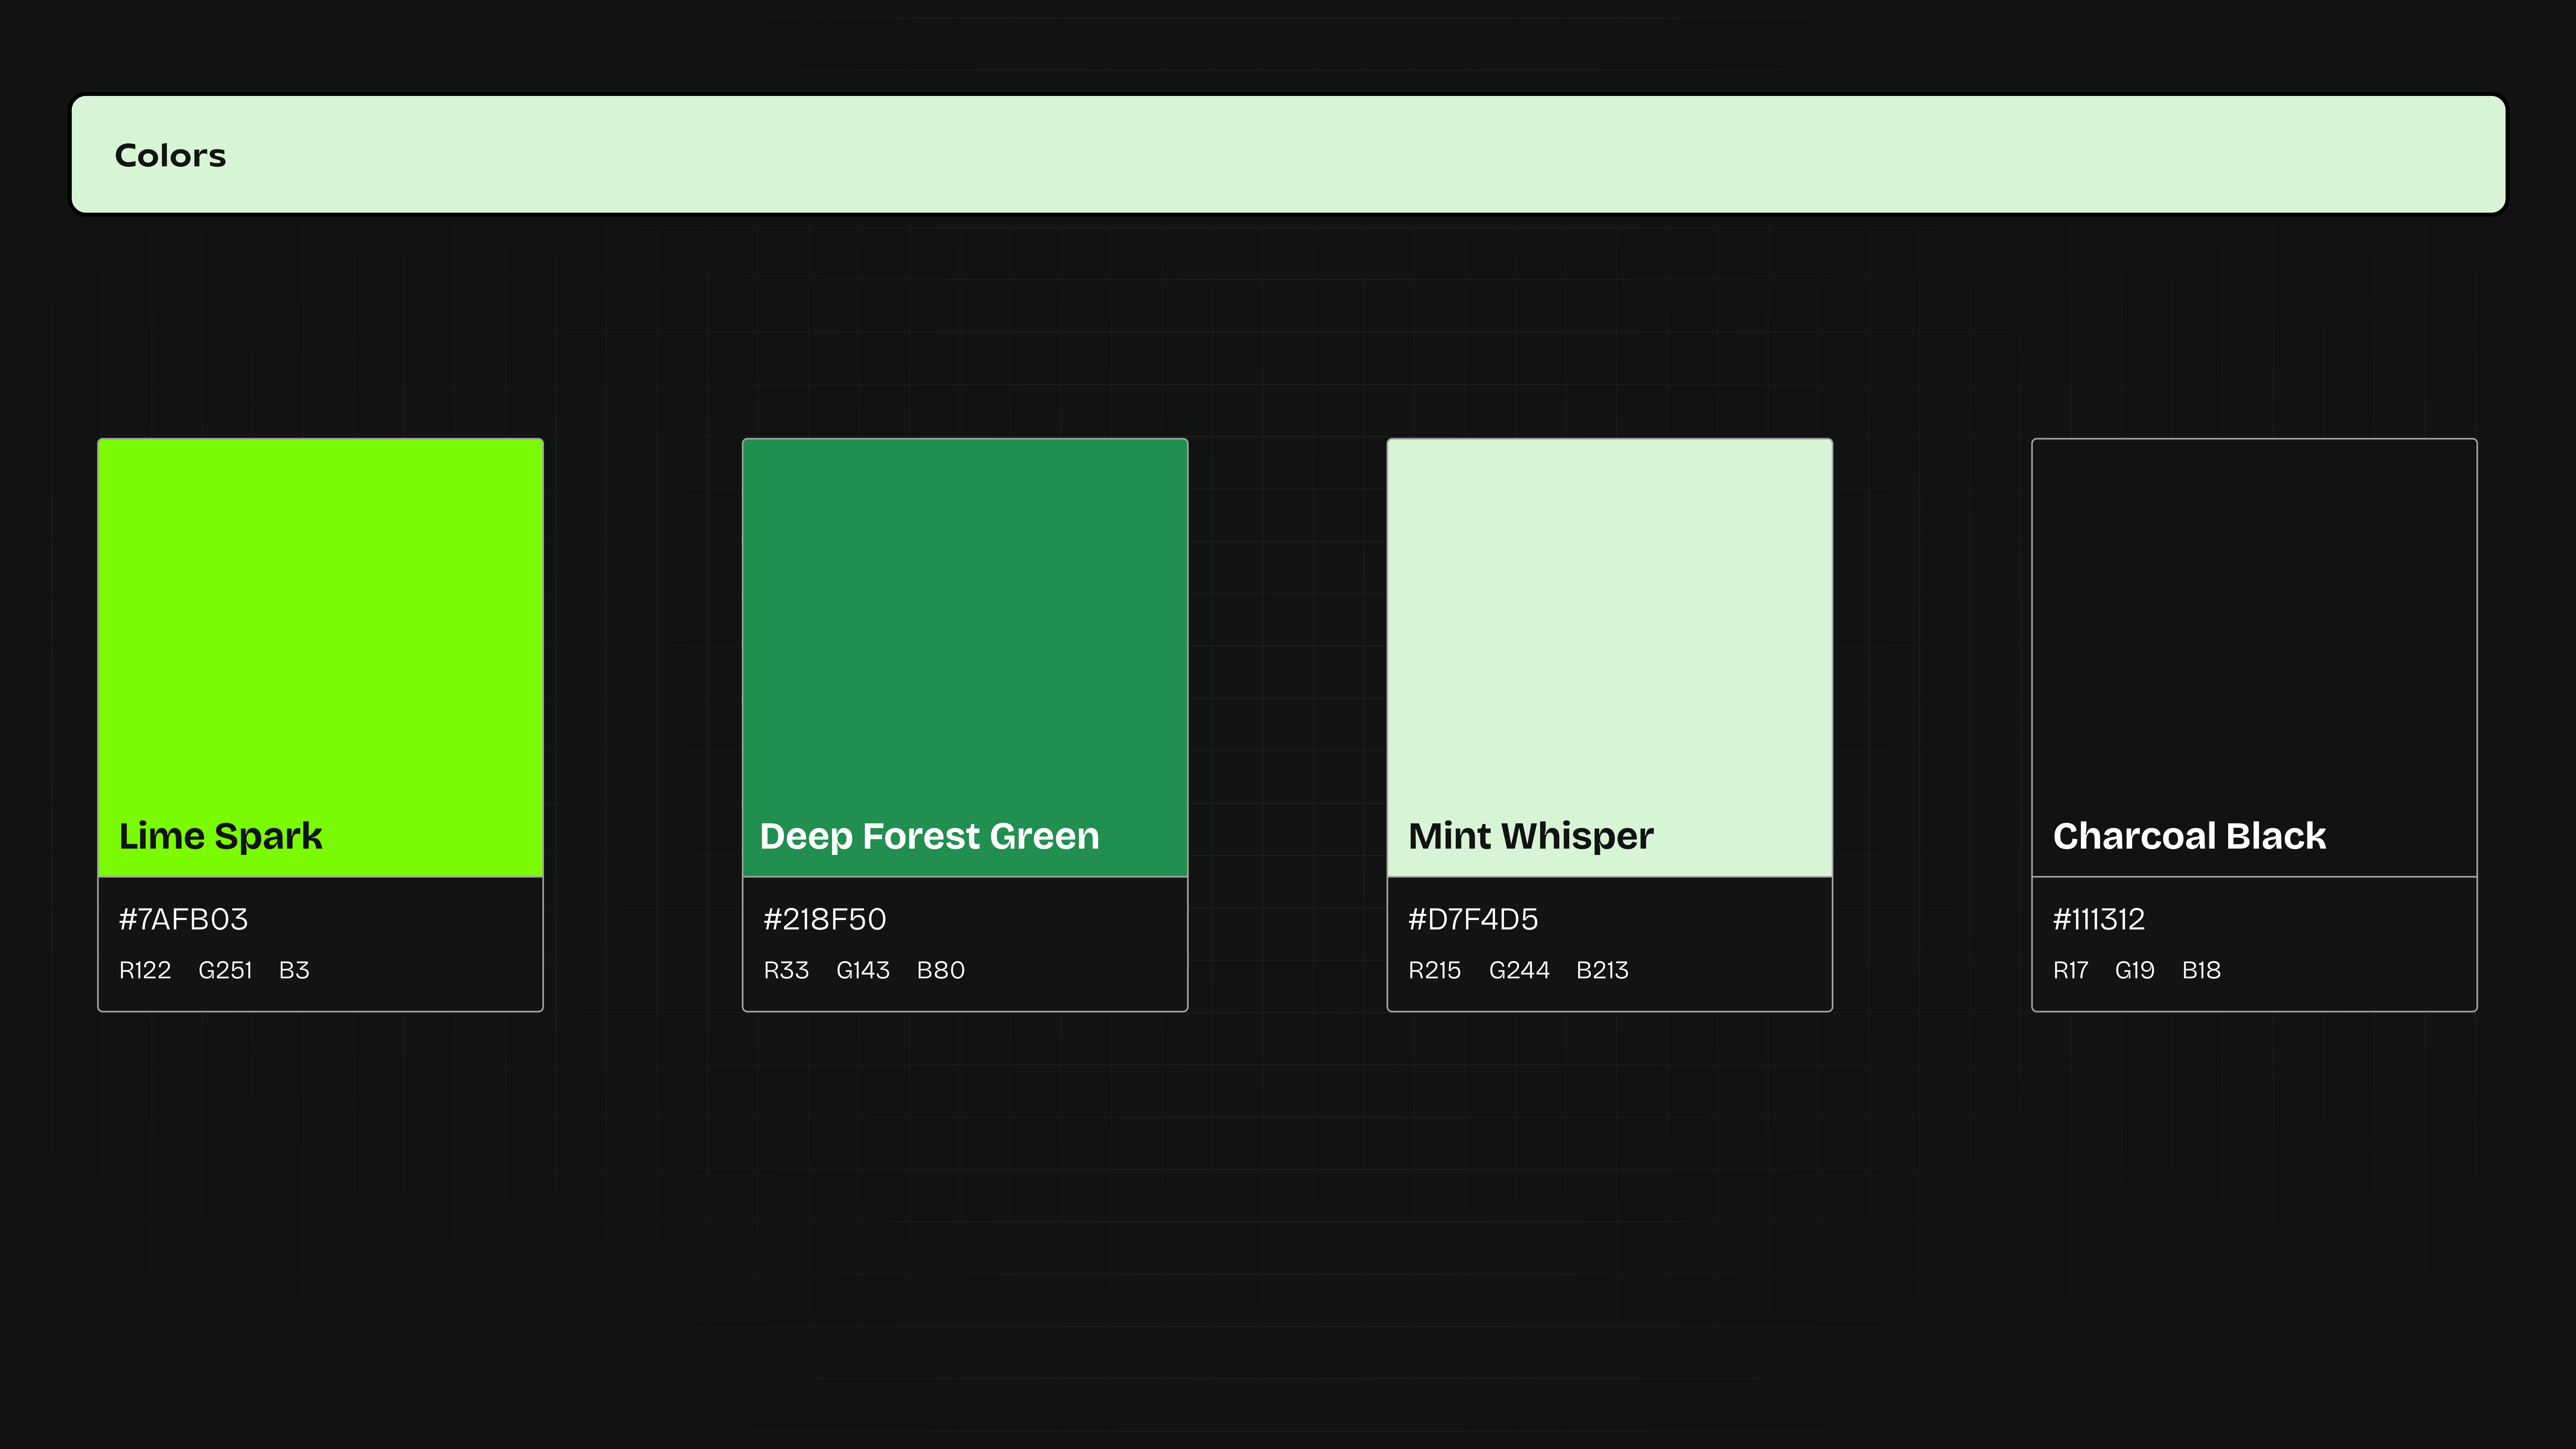 Colors
Lime Spark
#7AFB03
R122 G251 B3
Deep Forest Green
#218F50
R33 G143 B80
Mint Whisper
#D7F4D5
R215 G244 B213
Charcoal Black
#111312
R17 G19 B18